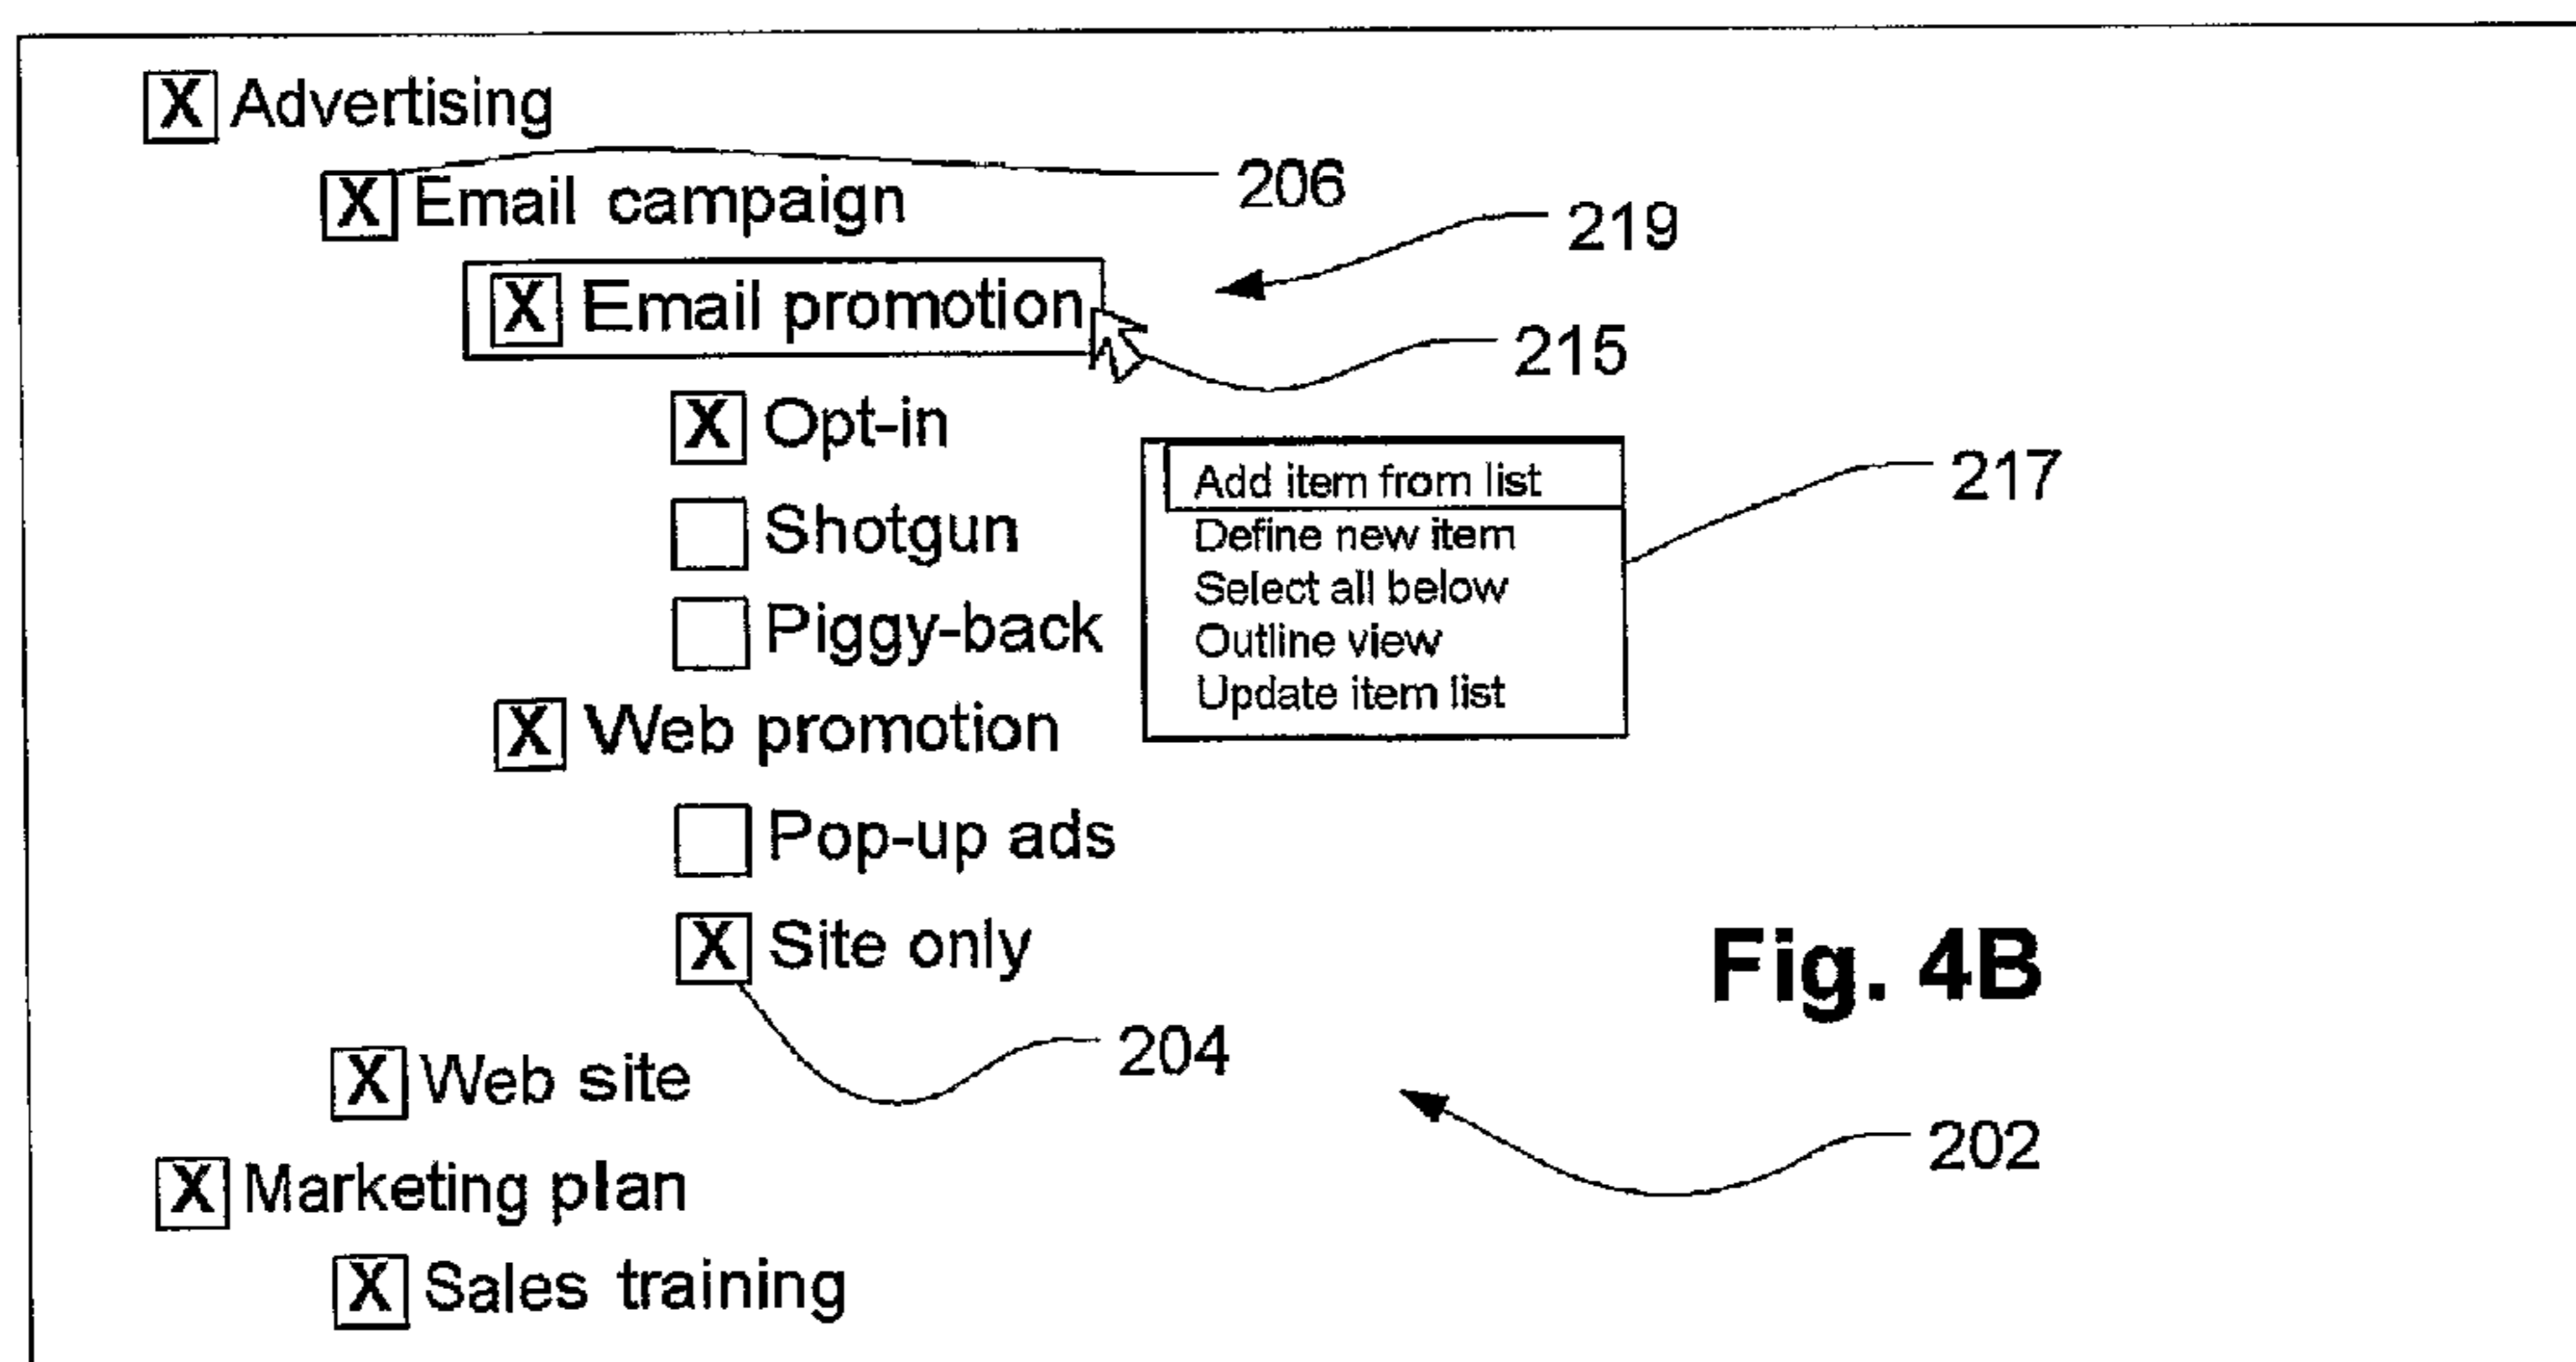 X Advertising
X Email campaign
206
219
X Email promotion
215
X Opt-in
217
Add item from list
Shotgun
Define new item
Select all below
Piggy-back
Outline view
Update item list
X Web promotion
Pop-up ads
X Site only
Fig. 4B
204
X Web site
202
X Marketing plan
X Sales training